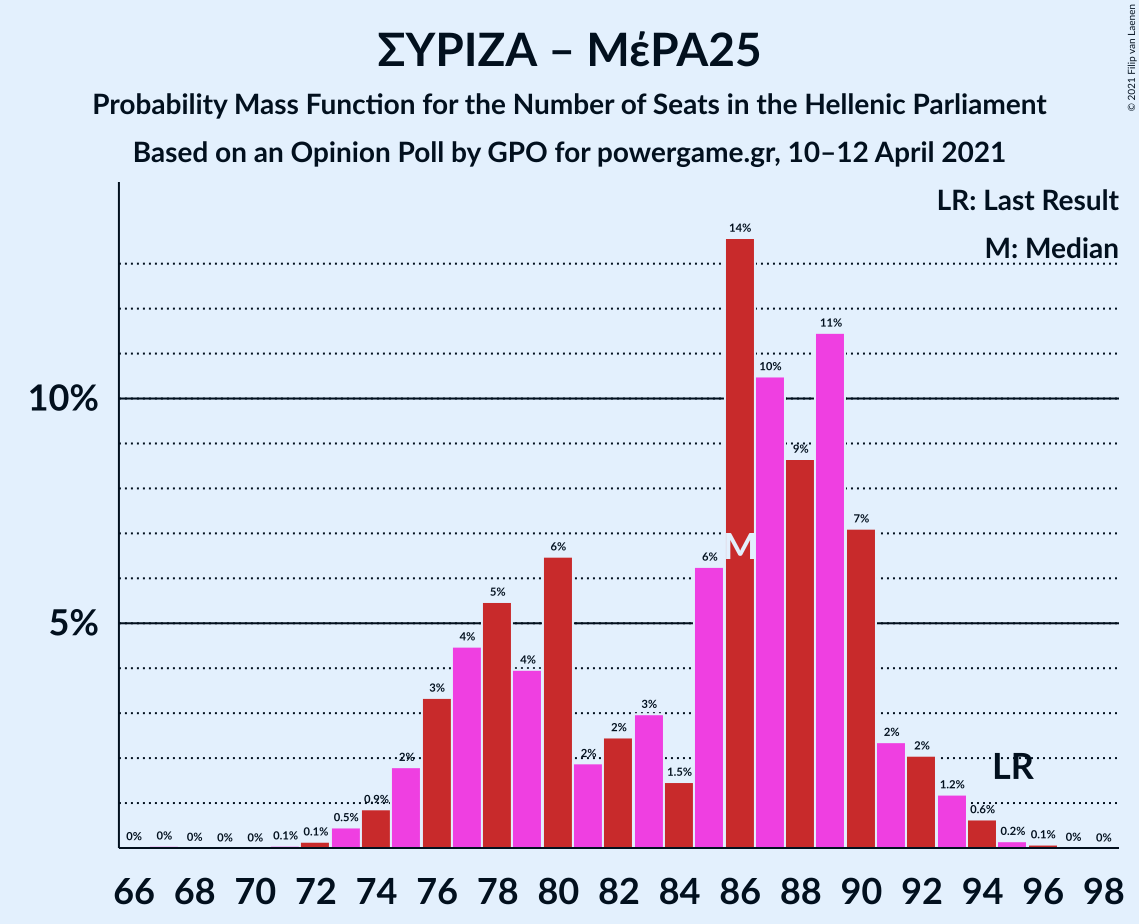 ΣΥΡΙΖΑ – ΜέΡΑ25
Probability Mass Function for the Number of Seats in the Hellenic Parliament
Based on an Opinion Poll by GPO for powergame.gr, 10–12 April 2021
© 2021 Filip van Laenen
LR: Last Result
M: Median
10%
5%
0% 0% 0% 0% 0% 0.1% 0.1% 0.5% 0.9% 2% 3% 4% 5% 4% 6% 2% 2% 3% 1.5% 6% 14% 10% 9% 11% 7% 2% 2% 1.2% 0.6% 0.2% 0.1% 0% 0%
M
LR
66 68 70 72 74 76 78 80 82 84 86 88 90 92 94 96 98